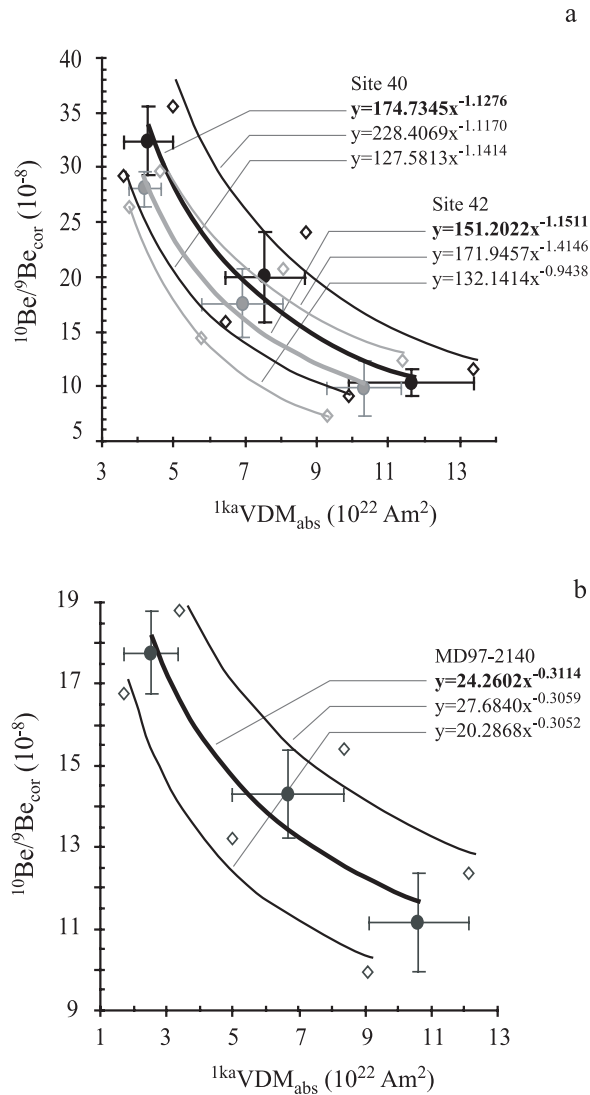 a
40
35
30
25
20
15
10
5
3 5 7 9 11 13
¹⁰Be/⁹Be_cor (10⁻⁸)
¹ᵏᵃVDM_abs (10²² Am²)
Site 40
y=174.7345x⁻¹·¹²⁷⁶
y=228.4069x⁻¹·¹¹⁷⁰
y=127.5813x⁻¹·¹⁴¹⁴
Site 42
y=151.2022x⁻¹·¹⁵¹¹
y=171.9457x⁻¹·⁴¹⁴⁶
y=132.1414x⁻⁰·⁹⁴³⁸
b
19
17
15
13
11
9
1 3 5 7 9 11 13
¹⁰Be/⁹Be_cor (10⁻⁸)
¹ᵏᵃVDM_abs (10²² Am²)
MD97-2140
y=24.2602x⁻⁰·³¹¹⁴
y=27.6840x⁻⁰·³⁰⁵⁹
y=20.2868x⁻⁰·³⁰⁵²